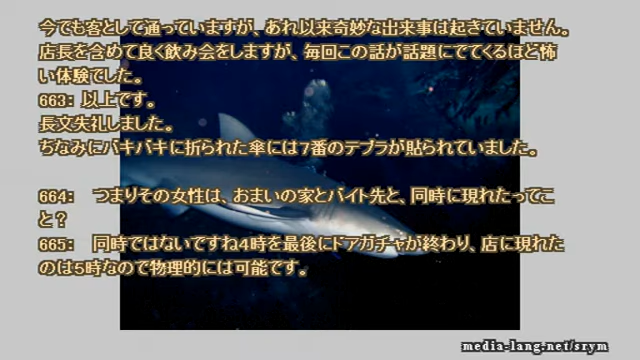 今でも客として通っていますが、あれ以来奇妙な出来事は起きていません。
店長を含めて良く飲み会をしますが、毎回この話が話題にでてくるほど怖
い体験でした。
663: 以上です。
長文失礼しました。
ちなみにバキバキに折られた傘には7番のテプラが貼られていました。
664:　つまりその女性は、おまいの家とバイト先と、同時に現れたってこ
と？
665:　同時ではないですね4時を最後にドアガチャが終わり、店に現れた
のは5時なので物理的には可能です。
media-lang-net/srym